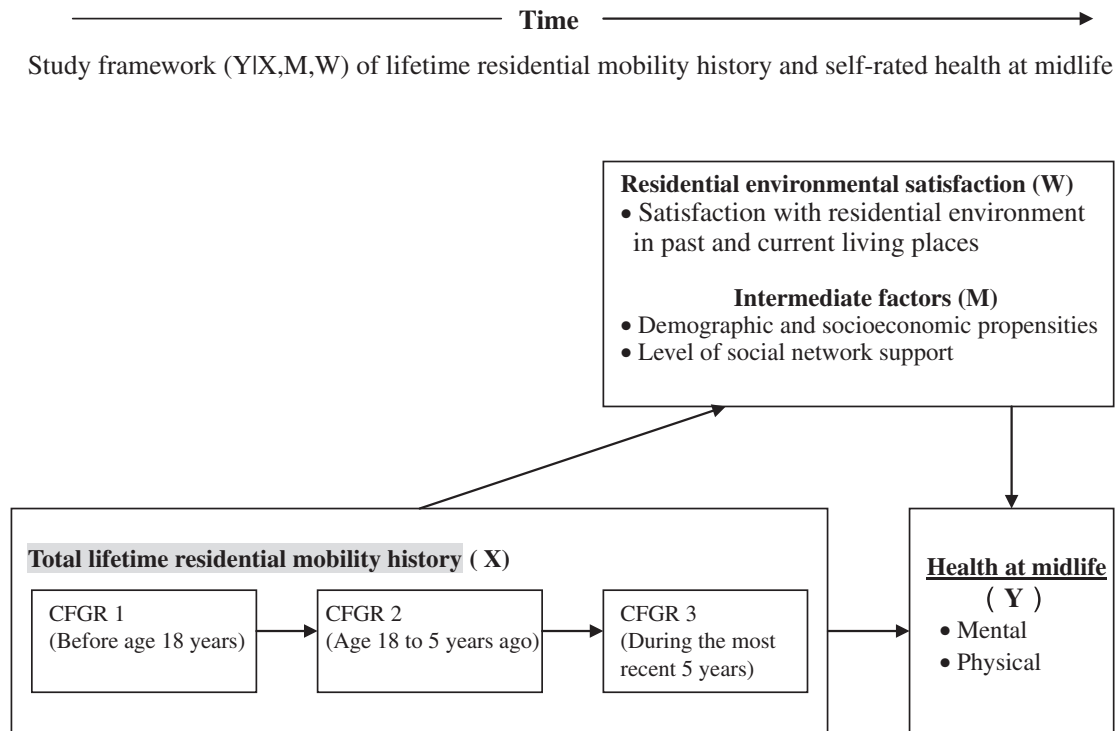 Time
Study framework (Y|X,M,W) of lifetime residential mobility history and self-rated health at midlife
Residential environmental satisfaction (W)
• Satisfaction with residential environment
in past and current living places
Intermediate factors (M)
• Demographic and socioeconomic propensities
• Level of social network support
Total lifetime residential mobility history ( X)
CFGR 1
(Before age 18 years)
CFGR 2
(Age 18 to 5 years ago)
CFGR 3
(During the most
recent 5 years)
Health at midlife
( Y )
• Mental
• Physical